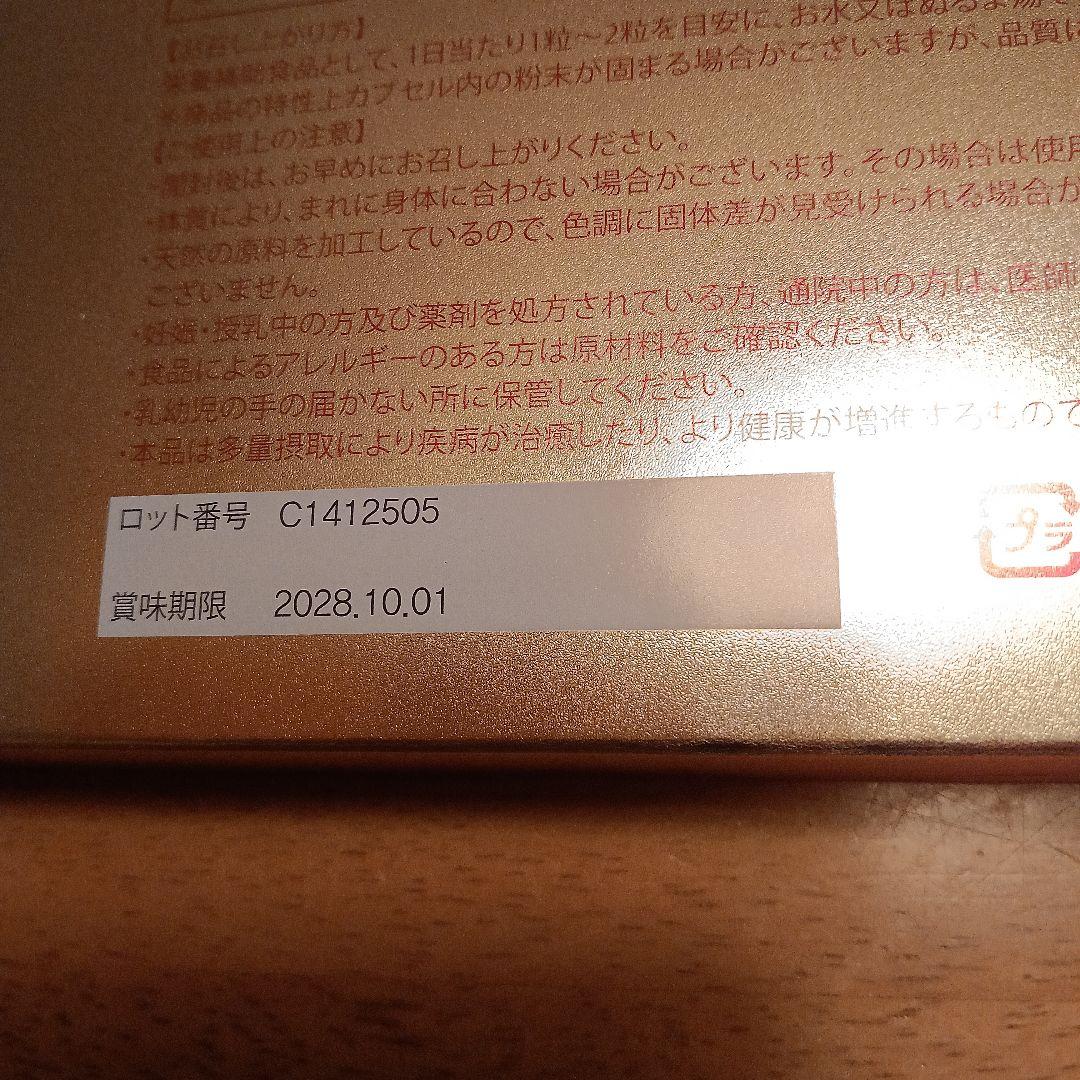 【お召し上がり方】
栄養補助食品として、1日当たり1粒～2粒を目安に、お水又はぬるま湯で
※商品の特性上カプセル内の粉末が固まる場合がございますが、品質に
【ご使用上の注意】
・開封後は、お早めにお召し上がりください。
・体質により、まれに身体に合わない場合がございます。その場合は使用
・天然の原料を加工しているので、色調に固体差が見受けられる場合が
ございません。
・妊娠・授乳中の方及び薬剤を処方されている方、通院中の方は、医師
・食品によるアレルギーのある方は原材料をご確認ください。
・乳幼児の手の届かない所に保管してください。
・本品は多量摂取により疾病が治癒したり、より健康が増進するもので
ロット番号 C1412505
プラ
賞味期限 2028.10.01